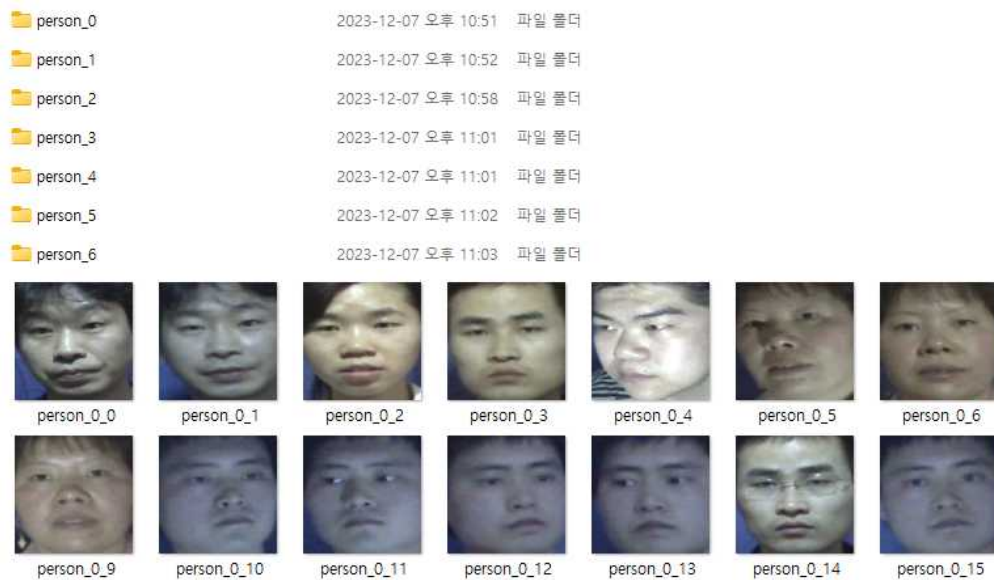 person_0 2023-12-07 오후 10:51 파일 폴더
person_1 2023-12-07 오후 10:52 파일 폴더
person_2 2023-12-07 오후 10:58 파일 폴더
person_3 2023-12-07 오후 11:01 파일 폴더
person_4 2023-12-07 오후 11:01 파일 폴더
person_5 2023-12-07 오후 11:02 파일 폴더
person_6 2023-12-07 오후 11:03 파일 폴더
person_0_0 person_0_1 person_0_2 person_0_3 person_0_4 person_0_5 person_0_6
person_0_9 person_0_10 person_0_11 person_0_12 person_0_13 person_0_14 person_0_15